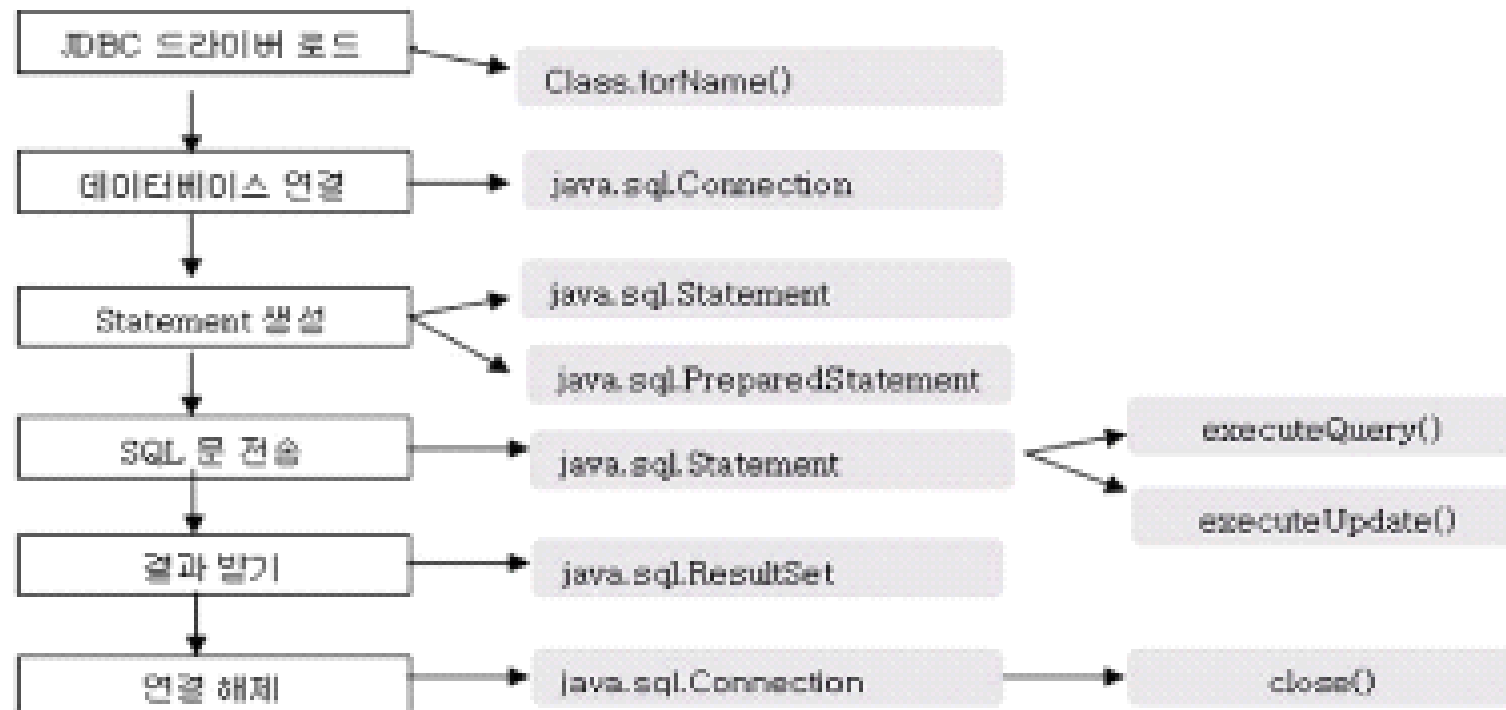 JDBC 드라이버 로드
Class.forName()
데이터베이스 연결
java.sql.Connection
Statement 생성
java.sql.Statement
java.sql.PreparedStatement
SQL 문 전송
java.sql.Statement
executeQuery()
executeUpdate()
결과 받기
java.sql.ResultSet
연결 해제
java.sql.Connection
close()